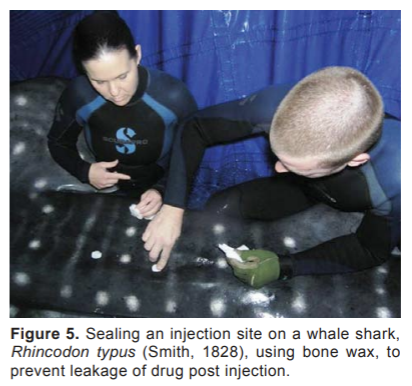 SCUBAPRO
Figure 5. Sealing an injection site on a whale shark,
Rhincodon typus (Smith, 1828), using bone wax, to
prevent leakage of drug post injection.